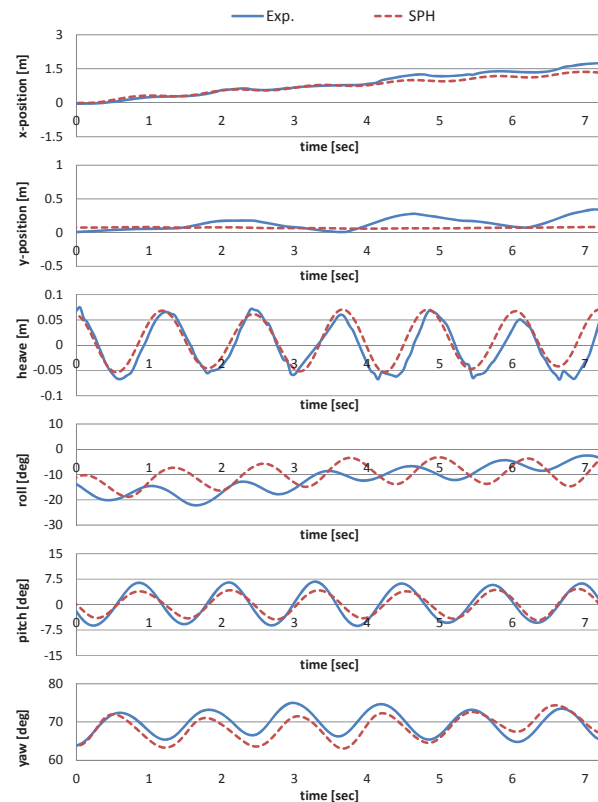 Exp. SPH
x-position [m]
3
1.5
0
-1.5
0 1 2 3 4 5 6 7
time [sec]
y-position [m]
1
0.5
0
-0.5
0 1 2 3 4 5 6 7
time [sec]
heave [m]
0.1
0.05
0
-0.05
-0.1
0 1 2 3 4 5 6 7
time [sec]
roll [deg]
10
0
-10
-20
-30
0 1 2 3 4 5 6 7
time [sec]
pitch [deg]
15
7.5
0
-7.5
-15
0 1 2 3 4 5 6 7
time [sec]
yaw [deg]
80
70
60
0 1 2 3 4 5 6 7
time [sec]